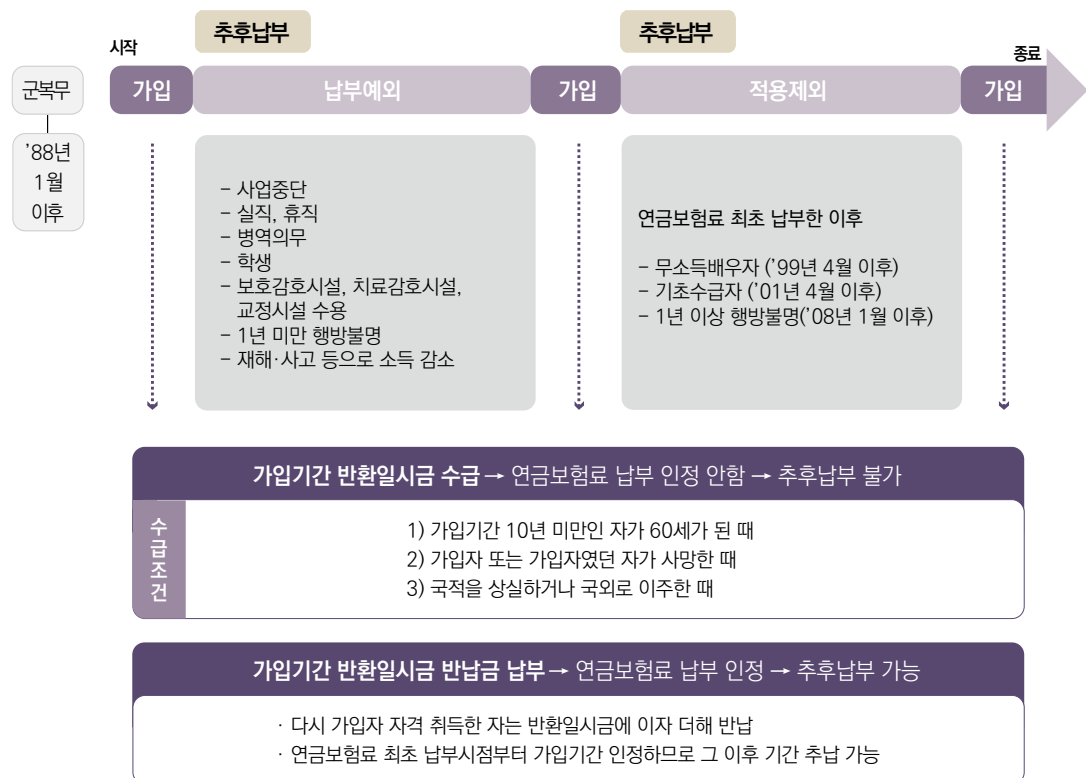 추후납부
추후납부
시작
종료
군복무
가입
납부예외
가입
적용제외
가입
’88년
1월
이후
– 사업중단
– 실직, 휴직
– 병역의무
– 학생
– 보호감호시설, 치료감호시설,
교정시설 수용
– 1년 미만 행방불명
– 재해·사고 등으로 소득 감소
연금보험료 최초 납부한 이후
– 무소득배우자 (’99년 4월 이후)
– 기초수급자 (’01년 4월 이후)
– 1년 이상 행방불명(’08년 1월 이후)
가입기간 반환일시금 수급 → 연금보험료 납부 인정 안함 → 추후납부 불가
수급조건
1) 가입기간 10년 미만인 자가 60세가 된 때
2) 가입자 또는 가입자였던 자가 사망한 때
3) 국적을 상실하거나 국외로 이주한 때
가입기간 반환일시금 반납금 납부 → 연금보험료 납부 인정 → 추후납부 가능
· 다시 가입자 자격 취득한 자는 반환일시금에 이자 더해 반납
· 연금보험료 최초 납부시점부터 가입기간 인정하므로 그 이후 기간 추납 가능